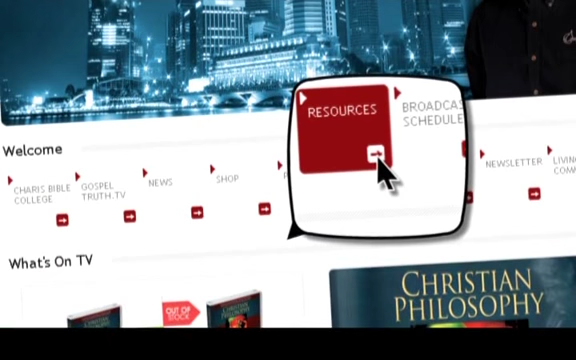 RESOURCES
BROADCAS
SCHEDULE
Welcome
CHARIS BIBLE
COLLEGE
GOSPEL
TRUTH.TV
NEWS
SHOP
NEWSLETTER
LIVIN
What's On TV
OUT OF
STOCK
CHRISTIAN
PHILOSOPHY